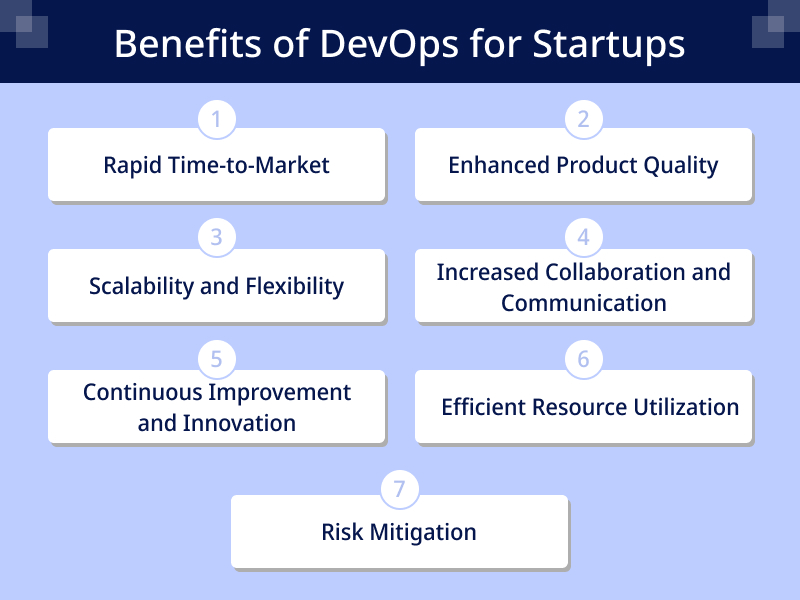 Benefits of DevOps for Startups
1
Rapid Time-to-Market
2
Enhanced Product Quality
3
Scalability and Flexibility
4
Increased Collaboration and
Communication
5
Continuous Improvement
and Innovation
6
Efficient Resource Utilization
7
Risk Mitigation